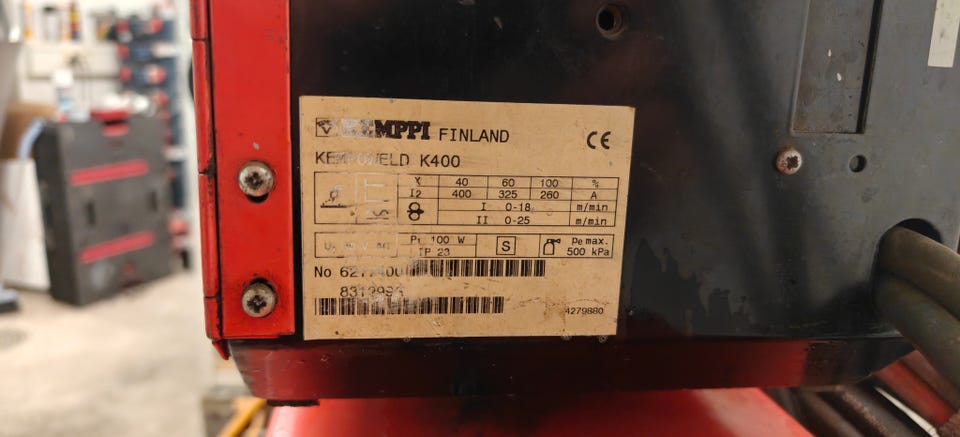 KEMPPI FINLAND
CE
KEMPOWELD K400
X 40 60 100 %
I2 400 325 260 A
I 0-18 m/min
II 0-25 m/min
P1 100 W
IP 23
S
Pe max.
500 kPa
No
4279880